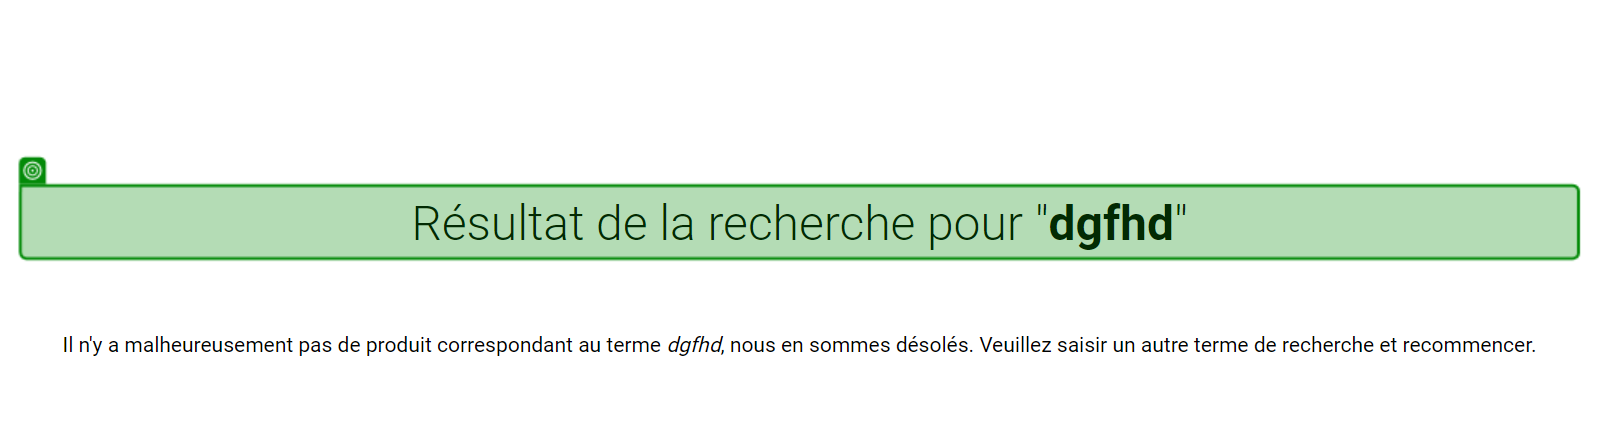 Résultat de la recherche pour "dgfhd"
Il n'y a malheureusement pas de produit correspondant au terme dgfhd, nous en sommes désolés. Veuillez saisir un autre terme de recherche et recommencer.